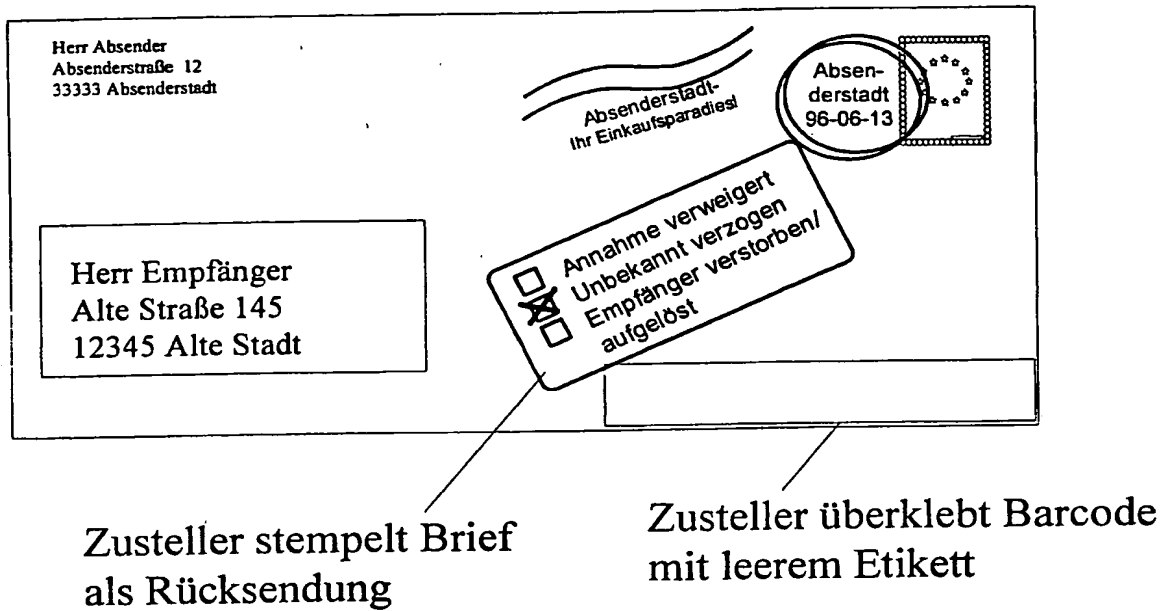 Herr Absender
Absenderstraße 12
33333 Absenderstadt
Absenderstadt-
Ihr Einkaufsparadies!
Absen-
derstadt
96-06-13
Herr Empfänger
Alte Straße 145
12345 Alte Stadt
Annahme verweigert
Unbekannt verzogen
Empfänger verstorben/
aufgelöst
Zusteller stempelt Brief
als Rücksendung
Zusteller überklebt Barcode
mit leerem Etikett